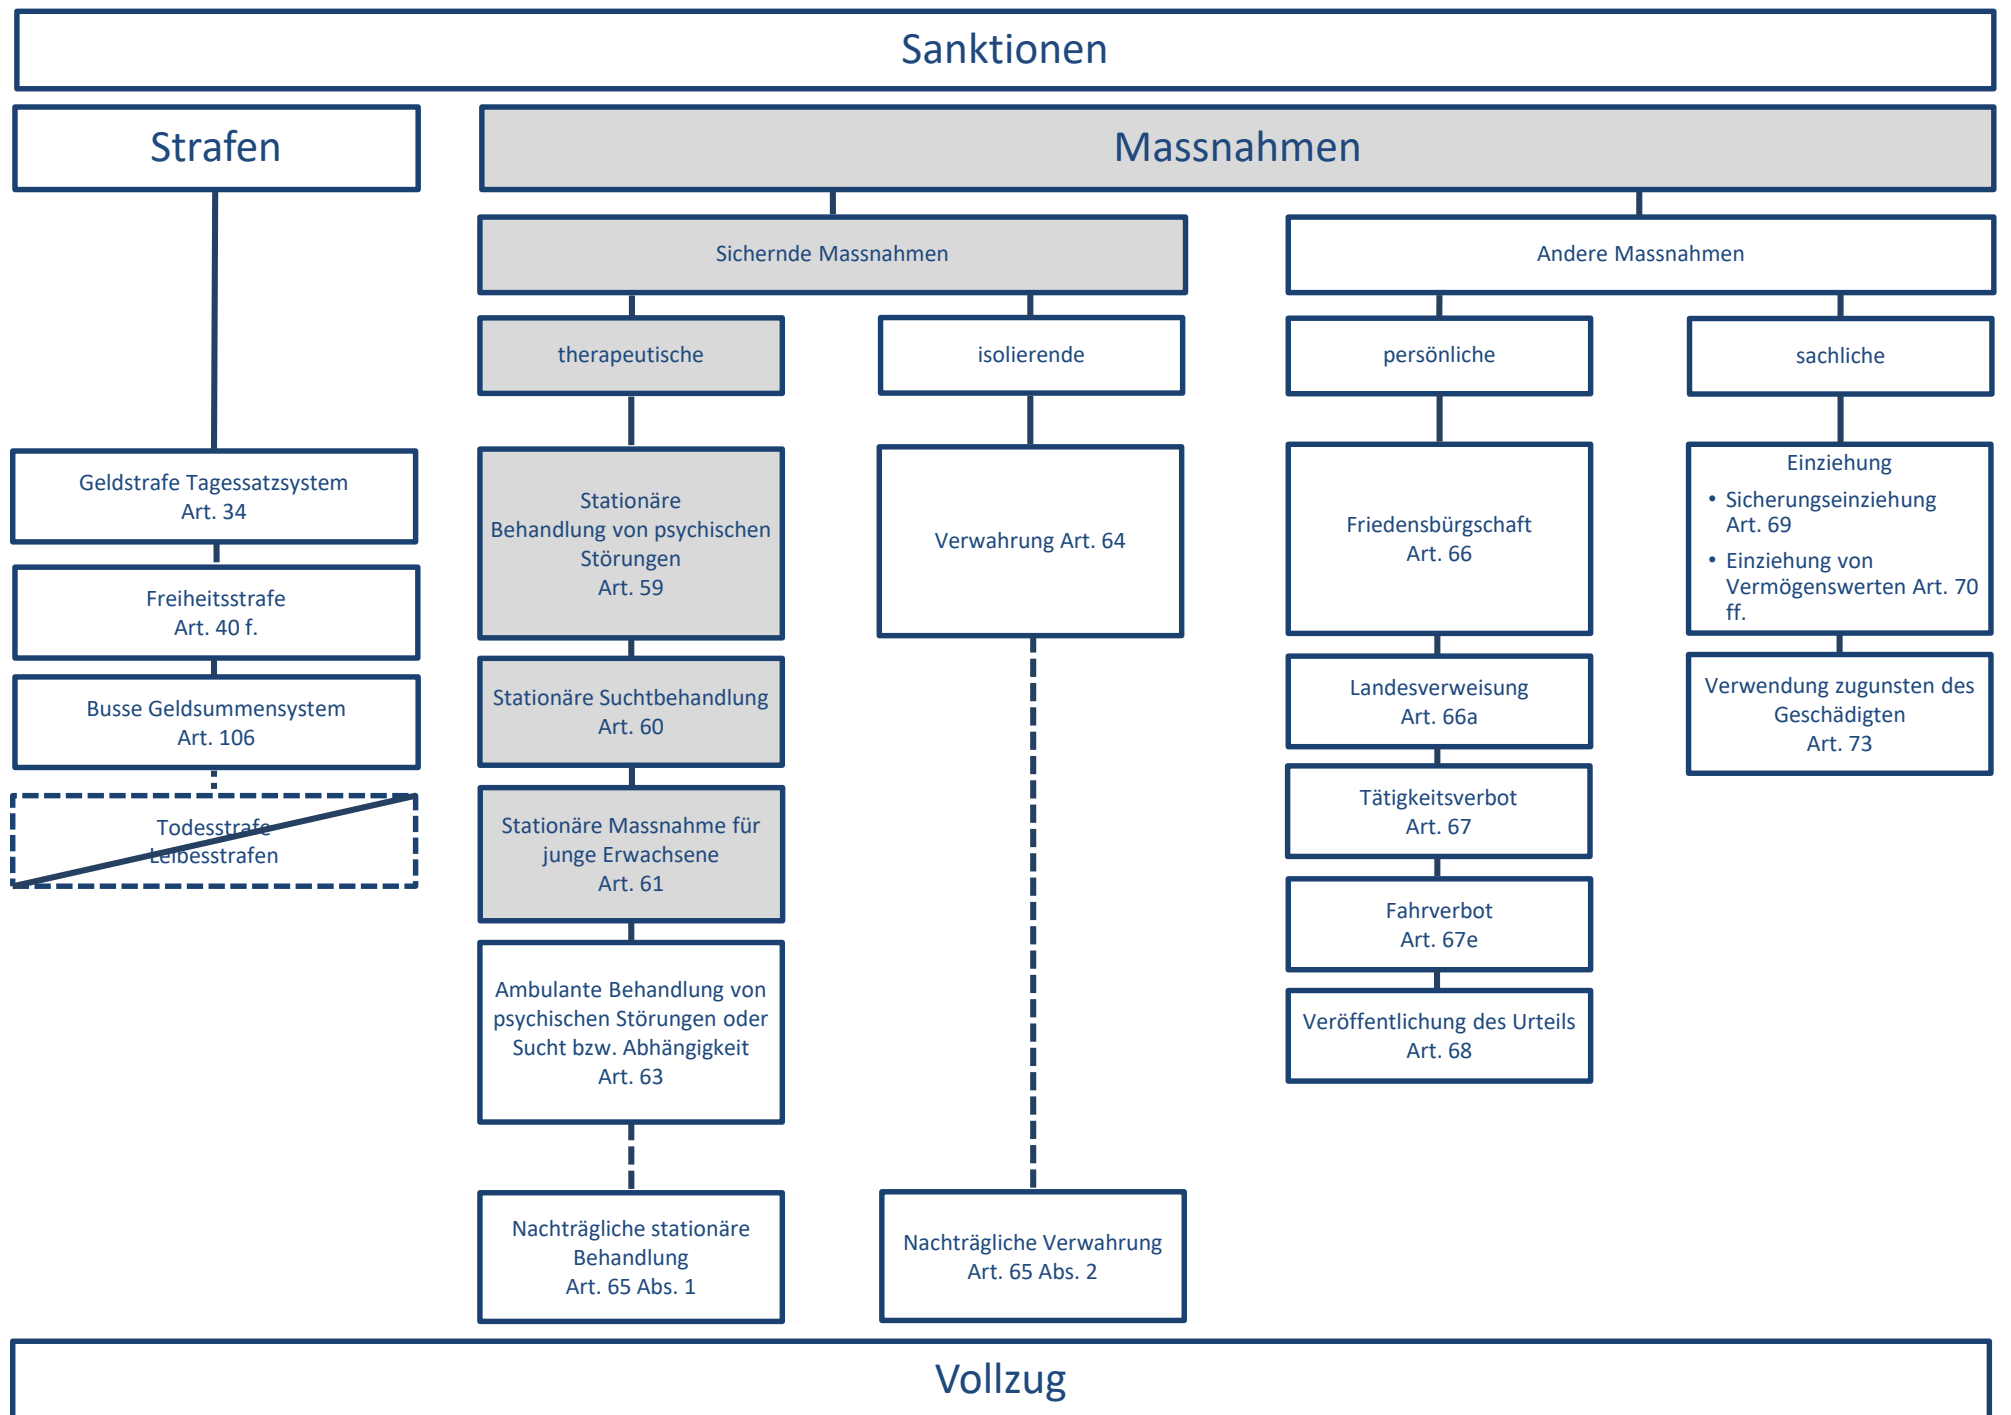 Sanktionen
Strafen
Massnahmen
Sichernde Massnahmen
Andere Massnahmen
therapeutische
isolierende
persönliche
sachliche
Geldstrafe Tagessatzsystem
Art. 34
Freiheitsstrafe
Art. 40 f.
Busse Geldsummensystem
Art. 106
Todesstrafe
Leibesstrafen
Stationäre
Behandlung von psychischen
Störungen
Art. 59
Stationäre Suchtbehandlung
Art. 60
Stationäre Massnahme für
junge Erwachsene
Art. 61
Ambulante Behandlung von
psychischen Störungen oder
Sucht bzw. Abhängigkeit
Art. 63
Nachträgliche stationäre
Behandlung
Art. 65 Abs. 1
Verwahrung Art. 64
Nachträgliche Verwahrung
Art. 65 Abs. 2
Friedensbürgschaft
Art. 66
Landesverweisung
Art. 66a
Tätigkeitsverbot
Art. 67
Fahrverbot
Art. 67e
Veröffentlichung des Urteils
Art. 68
Einziehung
• Sicherungseinziehung
Art. 69
• Einziehung von
Vermögenswerten Art. 70
ff.
Verwendung zugunsten des
Geschädigten
Art. 73
Vollzug